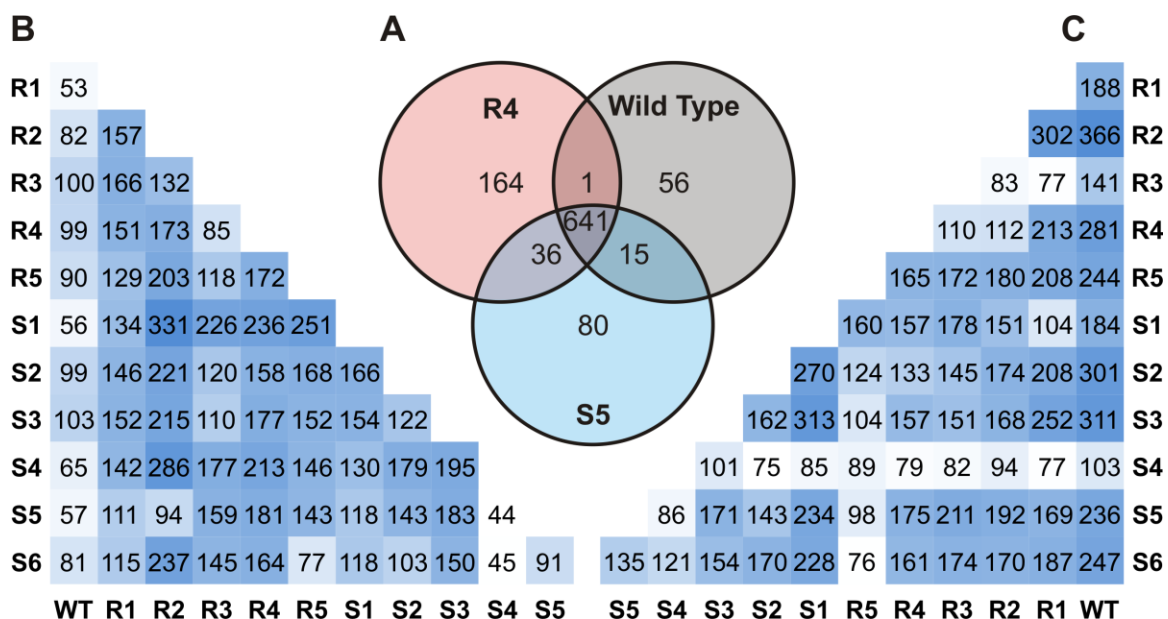 B A C
R1 53 188 R1
R2 82 157 R4 Wild Type 302 366 R2
R3 100 166 132 164 1 56 83 77 141 R3
R4 99 151 173 85 641 110 112 213 281 R4
R5 90 129 203 118 172 36 15 165 172 180 208 244 R5
S1 56 134 331 226 236 251 80 160 157 178 151 104 184 S1
S2 99 146 221 120 158 168 166 270 124 133 145 174 208 301 S2
S3 103 152 215 110 177 152 154 122 S5 162 313 104 157 151 168 252 311 S3
S4 65 142 286 177 213 146 130 179 195 101 75 85 89 79 82 94 77 103 S4
S5 57 111 94 159 181 143 118 143 183 44 86 171 143 234 98 175 211 192 169 236 S5
S6 81 115 237 145 164 77 118 103 150 45 91 135 121 154 170 228 76 161 174 170 187 247 S6
WT R1 R2 R3 R4 R5 S1 S2 S3 S4 S5 S5 S4 S3 S2 S1 R5 R4 R3 R2 R1 WT